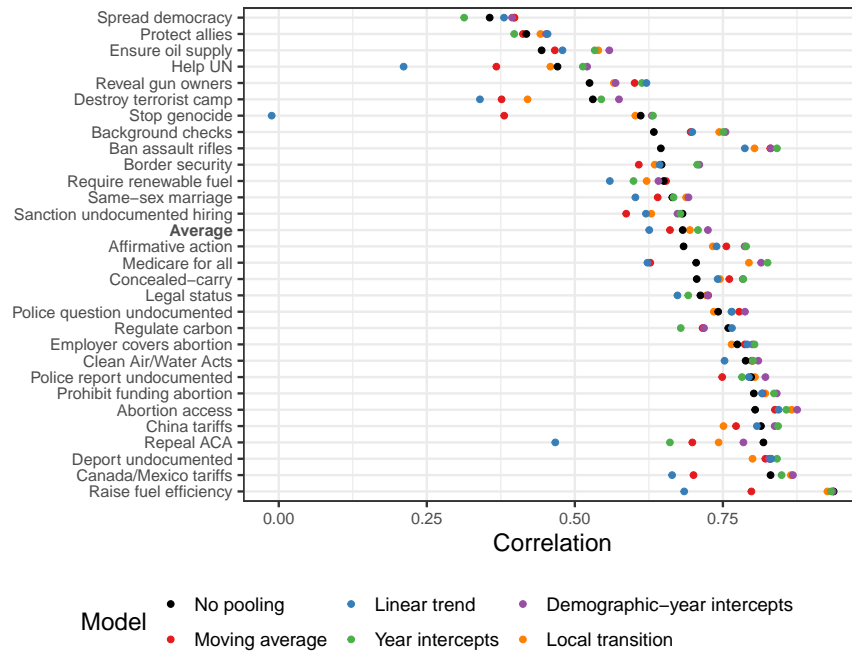 Spread democracy
Protect allies
Ensure oil supply
Help UN
Reveal gun owners
Destroy terrorist camp
Stop genocide
Background checks
Ban assault rifles
Border security
Require renewable fuel
Same−sex marriage
Sanction undocumented hiring
Average
Affirmative action
Medicare for all
Concealed−carry
Legal status
Police question undocumented
Regulate carbon
Employer covers abortion
Clean Air/Water Acts
Police report undocumented
Prohibit funding abortion
Abortion access
China tariffs
Repeal ACA
Deport undocumented
Canada/Mexico tariffs
Raise fuel efficiency
0.00 0.25 0.50 0.75
Correlation
Model
No pooling Linear trend Demographic−year intercepts
Moving average Year intercepts Local transition